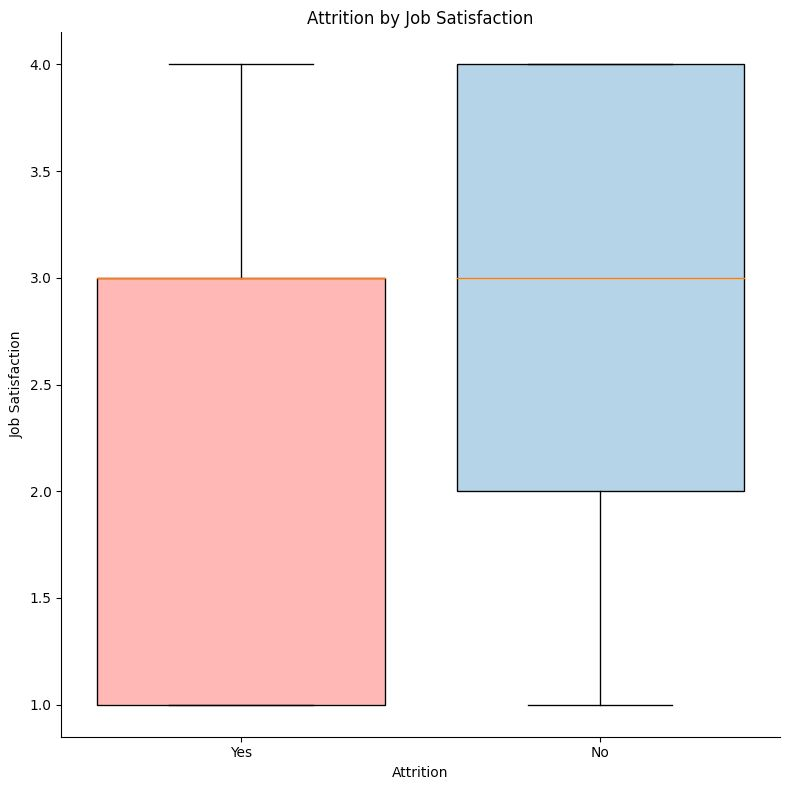 Attrition by Job Satisfaction
4.0
3.5
3.0
2.5
2.0
1.5
1.0
Job Satisfaction
Yes
No
Attrition